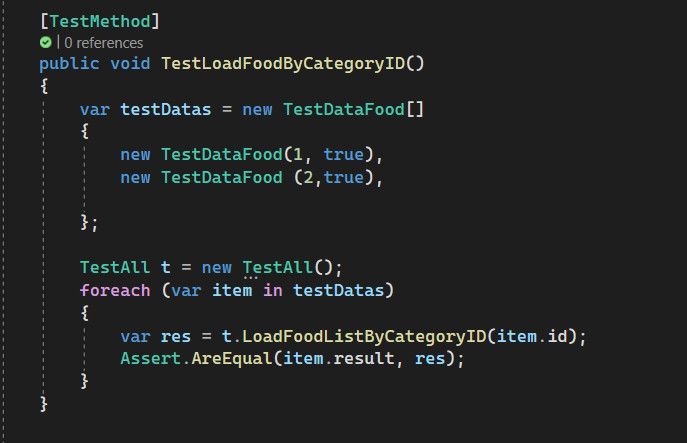 [TestMethod]
| 0 references
public void TestLoadFoodByCategoryID()
{
var testDatas = new TestDataFood[]
{
new TestDataFood(1, true),
new TestDataFood (2,true),
};
TestAll t = new TestAll();
foreach (var item in testDatas)
{
var res = t.LoadFoodListByCategoryID(item.id);
Assert.AreEqual(item.result, res);
}
}